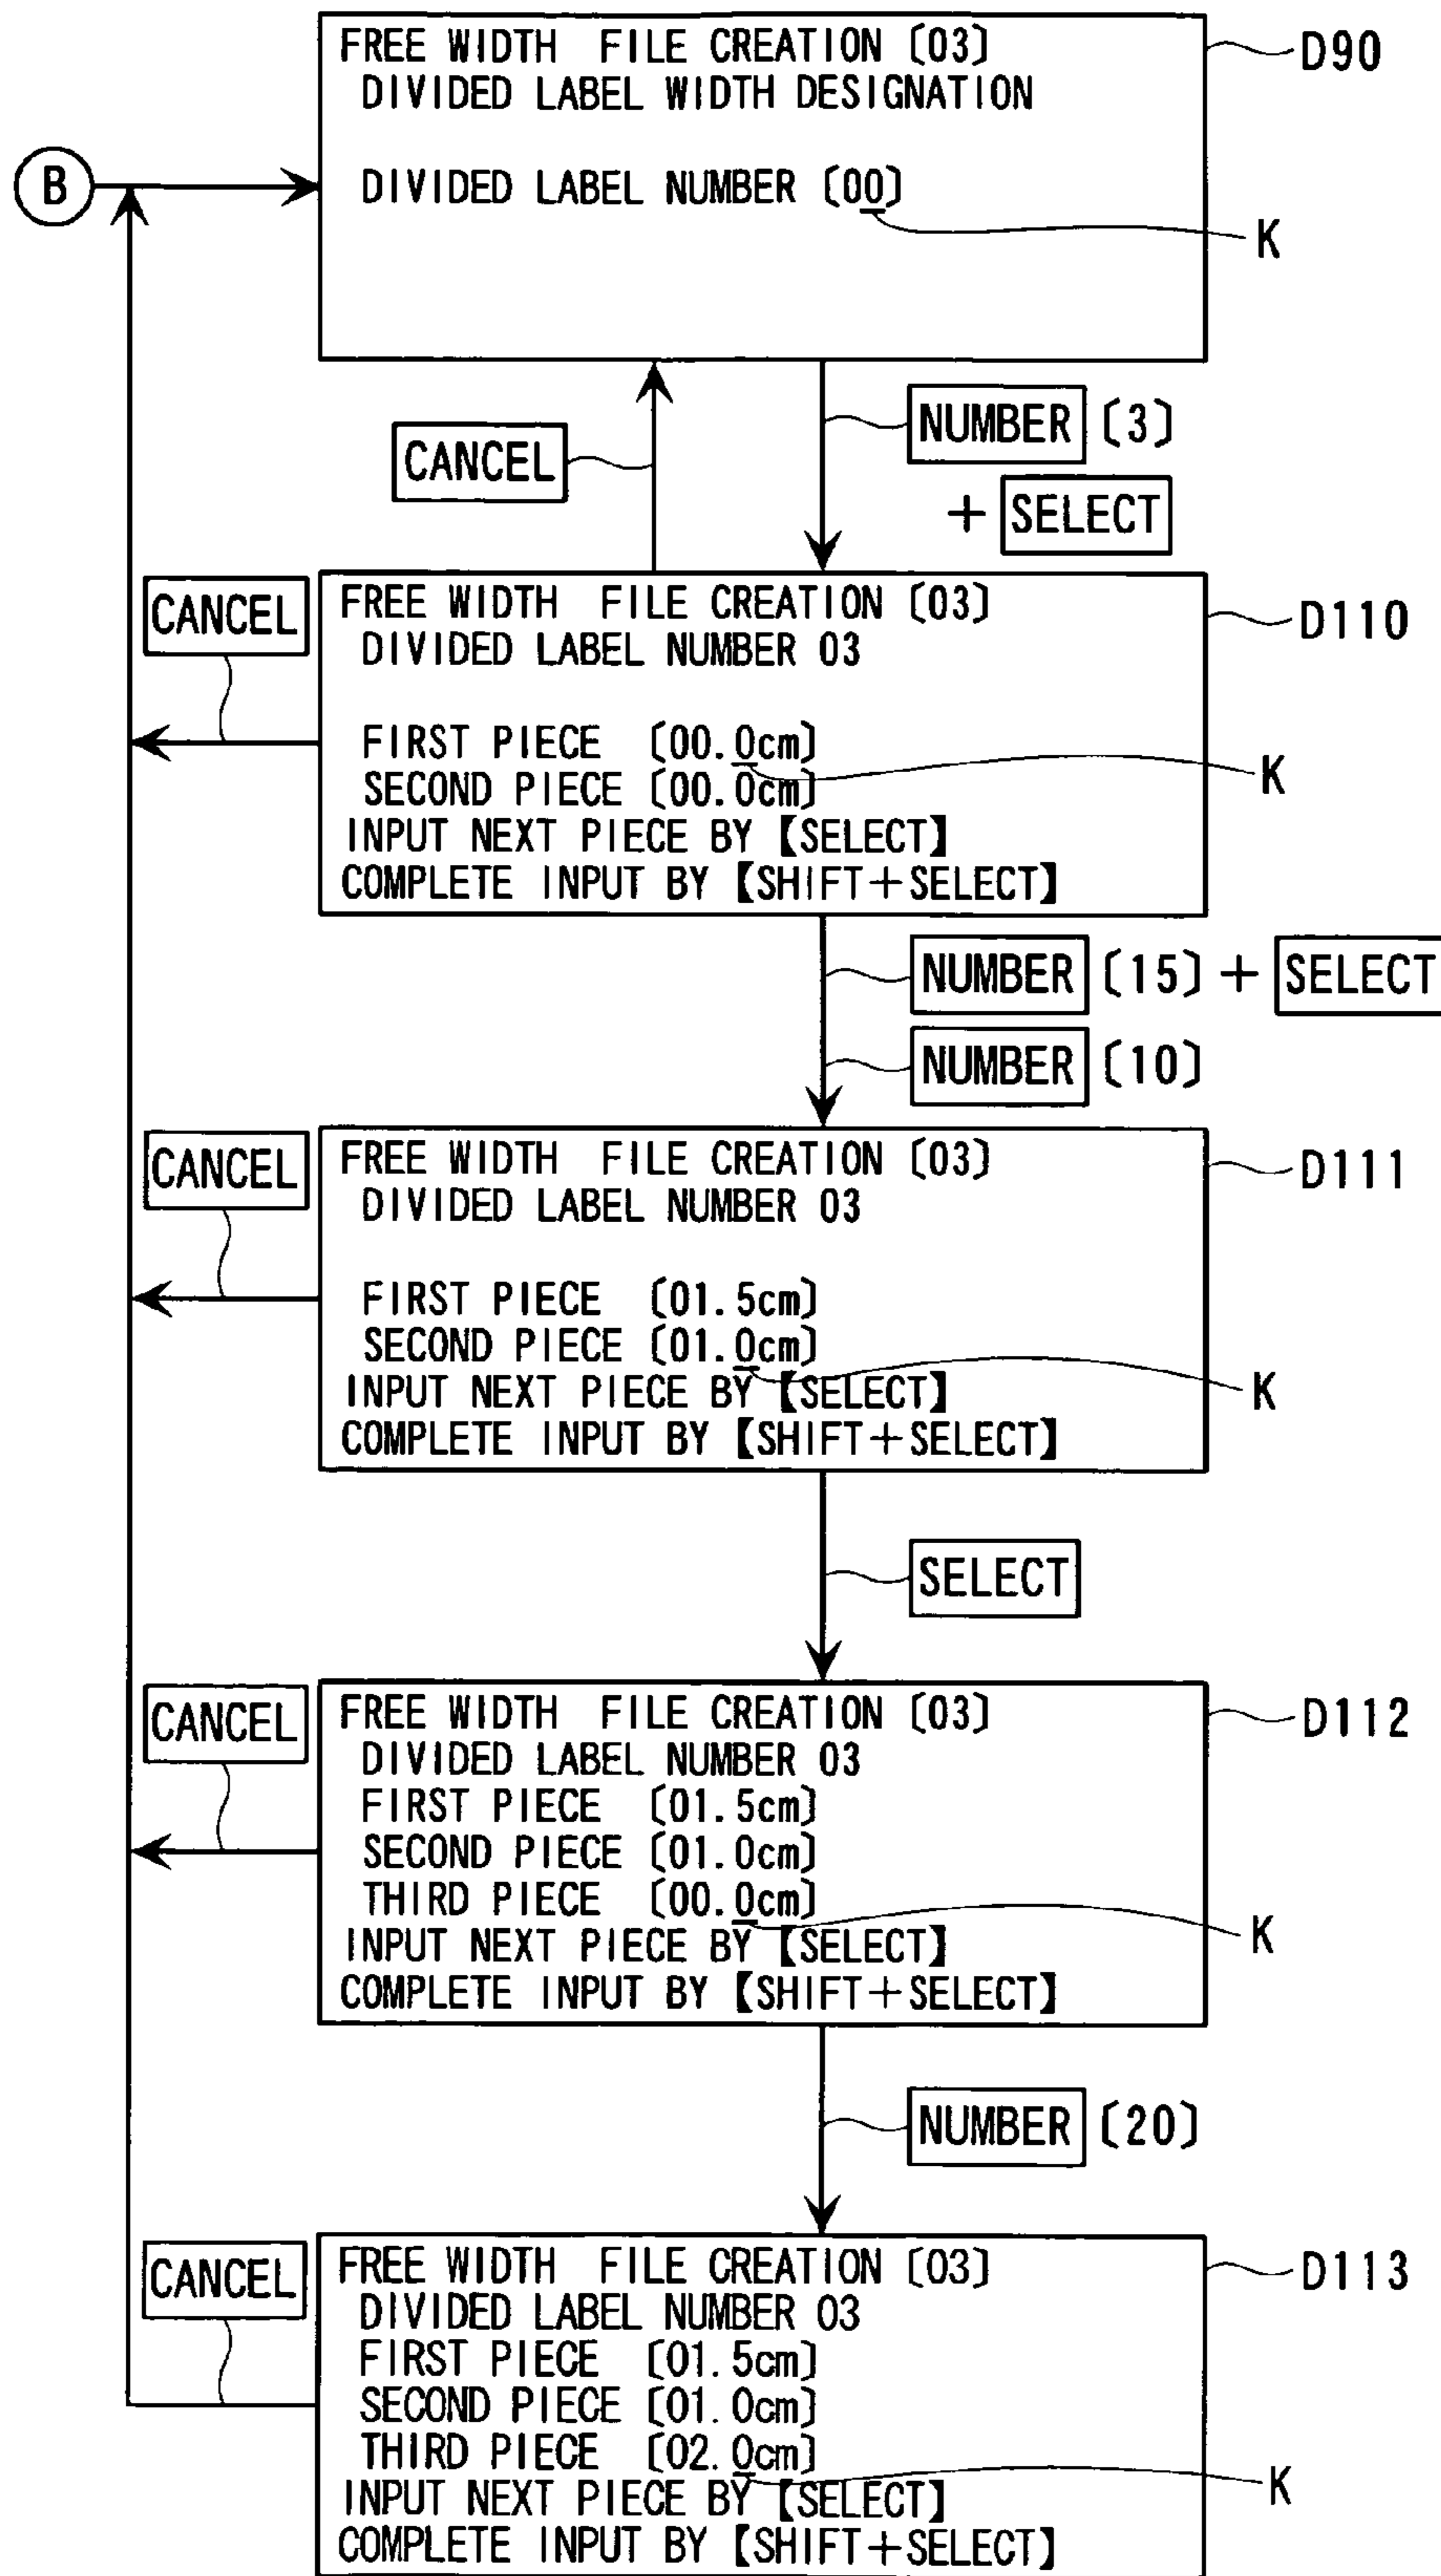 FREE WIDTH FILE CREATION [03]
DIVIDED LABEL WIDTH DESIGNATION
D90
B
DIVIDED LABEL NUMBER [00]
K
CANCEL
NUMBER [3]
+ SELECT
CANCEL
FREE WIDTH FILE CREATION [03]
DIVIDED LABEL NUMBER 03
D110
FIRST PIECE [00.0cm]
SECOND PIECE [00.0cm]
K
INPUT NEXT PIECE BY 【SELECT】
COMPLETE INPUT BY 【SHIFT+SELECT】
NUMBER [15] + SELECT
NUMBER [10]
CANCEL
FREE WIDTH FILE CREATION [03]
DIVIDED LABEL NUMBER 03
D111
FIRST PIECE [01.5cm]
SECOND PIECE [01.0cm]
K
INPUT NEXT PIECE BY 【SELECT】
COMPLETE INPUT BY 【SHIFT+SELECT】
SELECT
CANCEL
FREE WIDTH FILE CREATION [03]
DIVIDED LABEL NUMBER 03
D112
FIRST PIECE [01.5cm]
SECOND PIECE [01.0cm]
THIRD PIECE [00.0cm]
K
INPUT NEXT PIECE BY 【SELECT】
COMPLETE INPUT BY 【SHIFT+SELECT】
NUMBER [20]
CANCEL
FREE WIDTH FILE CREATION [03]
DIVIDED LABEL NUMBER 03
D113
FIRST PIECE [01.5cm]
SECOND PIECE [01.0cm]
THIRD PIECE [02.0cm]
K
INPUT NEXT PIECE BY 【SELECT】
COMPLETE INPUT BY 【SHIFT+SELECT】